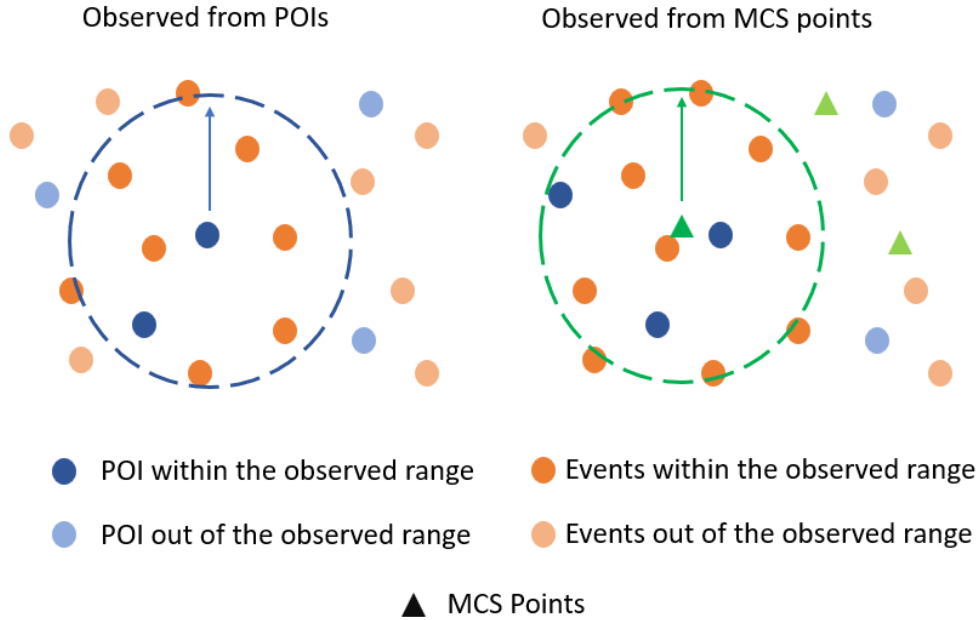 Observed from POIs
Observed from MCS points
POI within the observed range
Events within the observed range
POI out of the observed range
Events out of the observed range
MCS Points